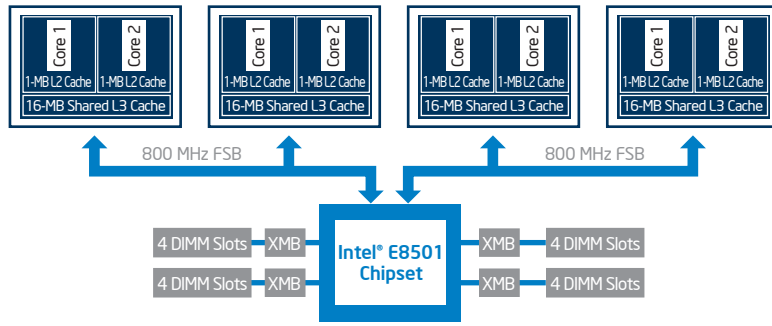 Core 1
Core 2
1-MB L2 Cache
1-MB L2 Cache
16-MB Shared L3 Cache
Core 1
Core 2
1-MB L2 Cache
1-MB L2 Cache
16-MB Shared L3 Cache
Core 1
Core 2
1-MB L2 Cache
1-MB L2 Cache
16-MB Shared L3 Cache
Core 1
Core 2
1-MB L2 Cache
1-MB L2 Cache
16-MB Shared L3 Cache
800 MHz FSB
800 MHz FSB
4 DIMM Slots
XMB
Intel® E8501
Chipset
XMB
4 DIMM Slots
4 DIMM Slots
XMB
XMB
4 DIMM Slots